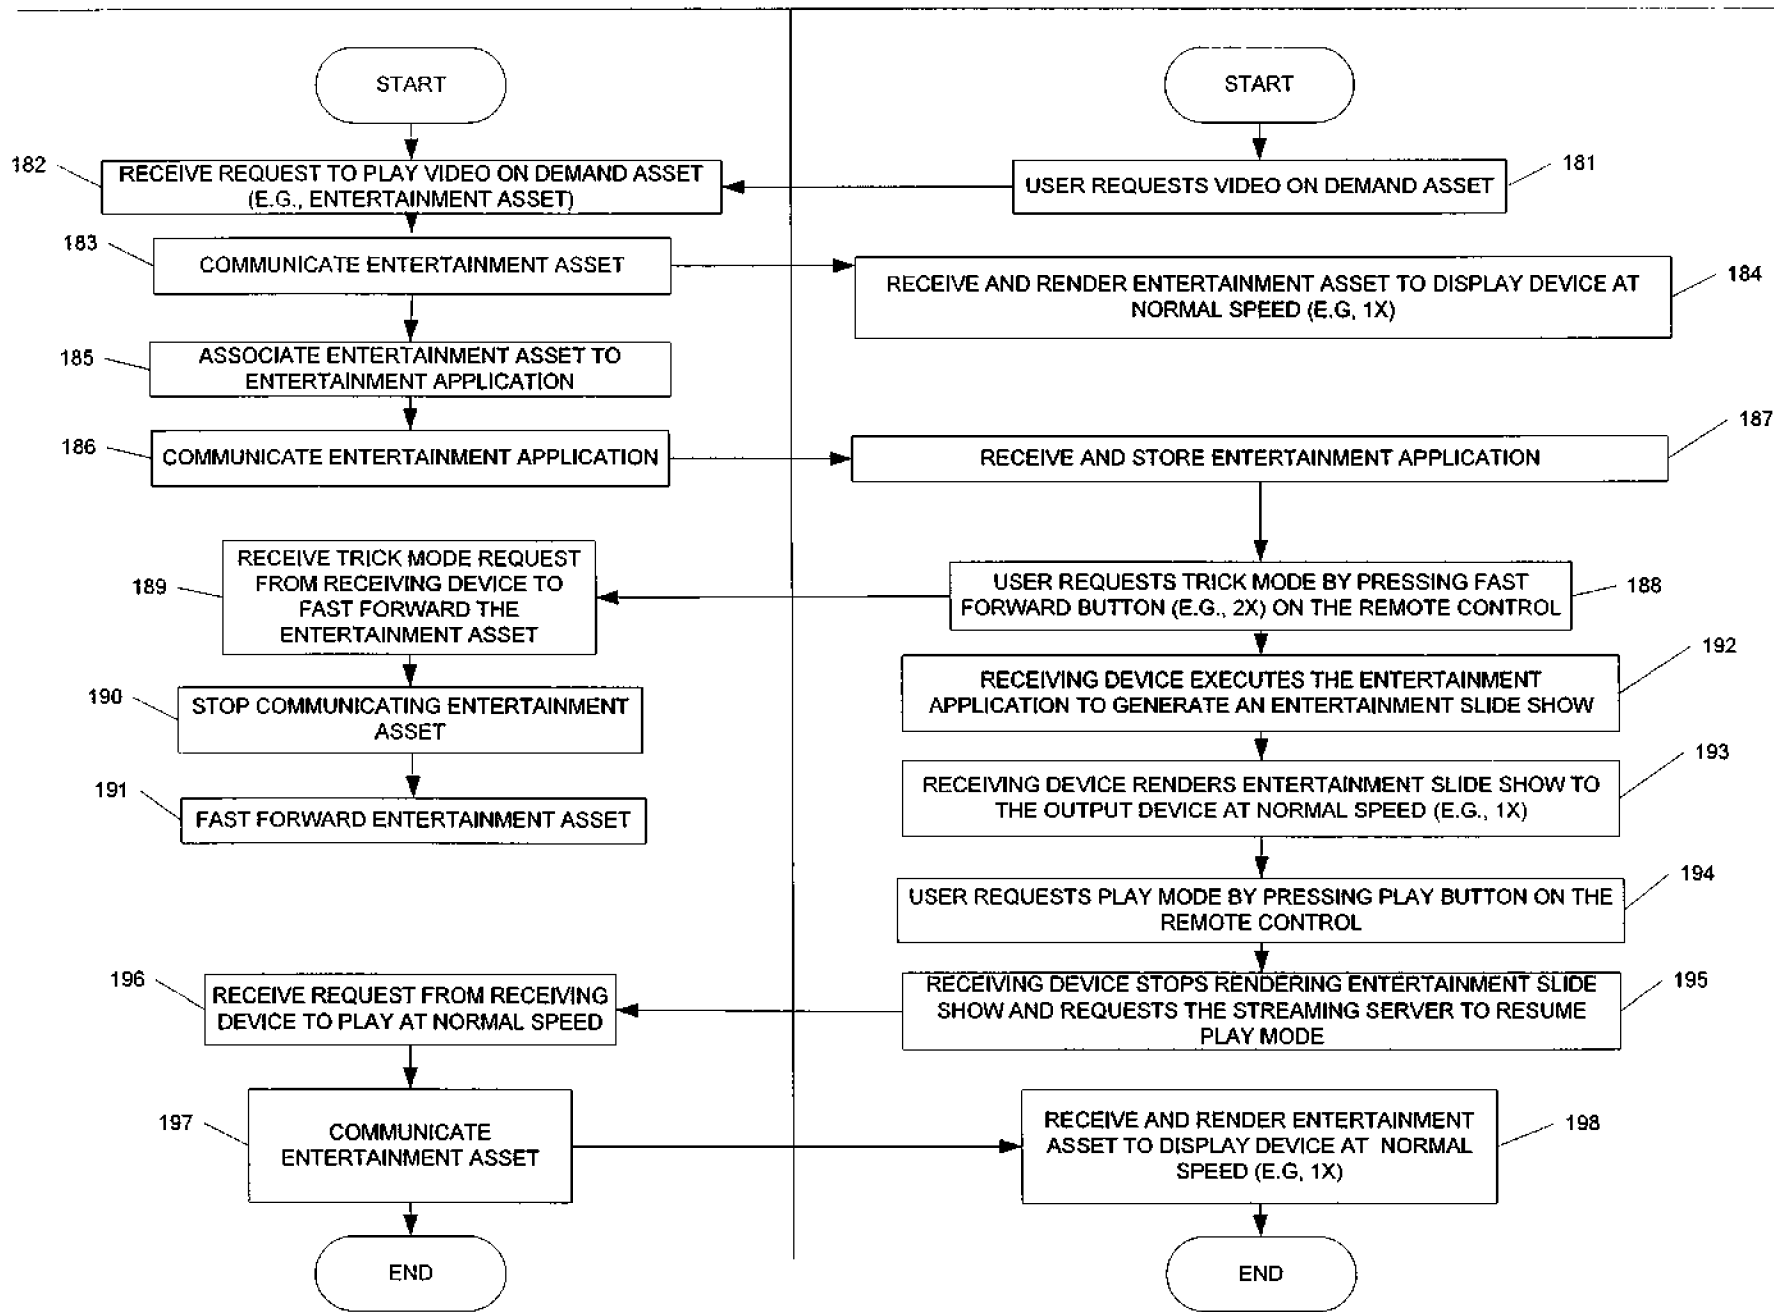 START
START
182
RECEIVE REQUEST TO PLAY VIDEO ON DEMAND ASSET
(E.G., ENTERTAINMENT ASSET)
USER REQUESTS VIDEO ON DEMAND ASSET
181
183
COMMUNICATE ENTERTAINMENT ASSET
RECEIVE AND RENDER ENTERTAINMENT ASSET TO DISPLAY DEVICE AT
NORMAL SPEED (E.G, 1X)
184
185
ASSOCIATE ENTERTAINMENT ASSET TO
ENTERTAINMENT APPLICATION
186
COMMUNICATE ENTERTAINMENT APPLICATION
RECEIVE AND STORE ENTERTAINMENT APPLICATION
187
189
RECEIVE TRICK MODE REQUEST
FROM RECEIVING DEVICE TO
FAST FORWARD THE
ENTERTAINMENT ASSET
USER REQUESTS TRICK MODE BY PRESSING FAST
FORWARD BUTTON (E.G., 2X) ON THE REMOTE CONTROL
188
190
STOP COMMUNICATING ENTERTAINMENT
ASSET
RECEIVING DEVICE EXECUTES THE ENTERTAINMENT
APPLICATION TO GENERATE AN ENTERTAINMENT SLIDE SHOW
192
191
FAST FORWARD ENTERTAINMENT ASSET
RECEIVING DEVICE RENDERS ENTERTAINMENT SLIDE SHOW TO
THE OUTPUT DEVICE AT NORMAL SPEED (E.G., 1X)
193
USER REQUESTS PLAY MODE BY PRESSING PLAY BUTTON ON THE
REMOTE CONTROL
194
196
RECEIVE REQUEST FROM RECEIVING
DEVICE TO PLAY AT NORMAL SPEED
RECEIVING DEVICE STOPS RENDERING ENTERTAINMENT SLIDE
SHOW AND REQUESTS THE STREAMING SERVER TO RESUME
PLAY MODE
195
197
COMMUNICATE
ENTERTAINMENT ASSET
RECEIVE AND RENDER ENTERTAINMENT
ASSET TO DISPLAY DEVICE AT NORMAL
SPEED (E.G, 1X)
198
END
END